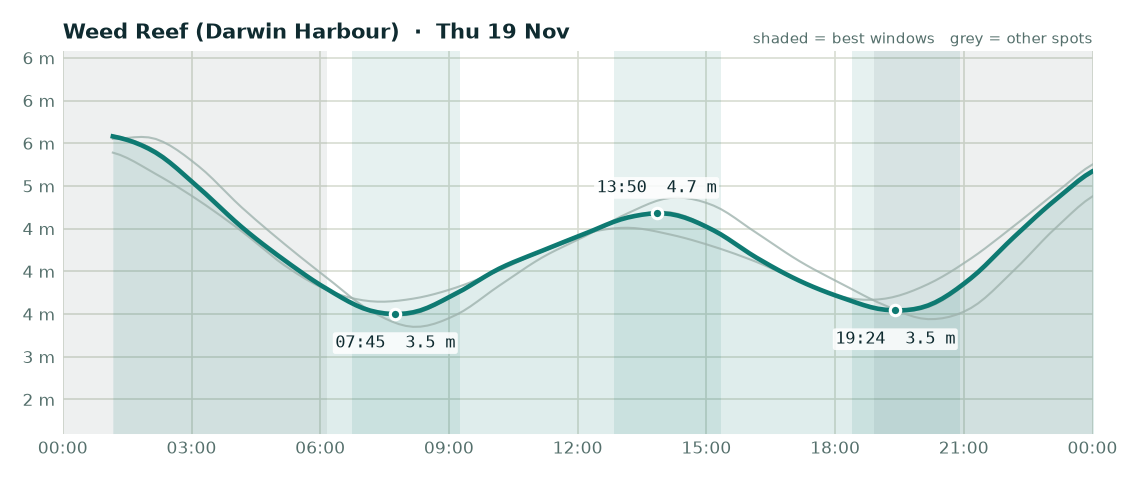 Weed Reef (Darwin Harbour) · Thu 19 Nov
shaded = best windows grey = other spots
6 m
6 m
6 m
5 m
4 m
4 m
4 m
3 m
2 m
13:50 4.7 m
07:45 3.5 m
19:24 3.5 m
00:00 03:00 06:00 09:00 12:00 15:00 18:00 21:00 00:00